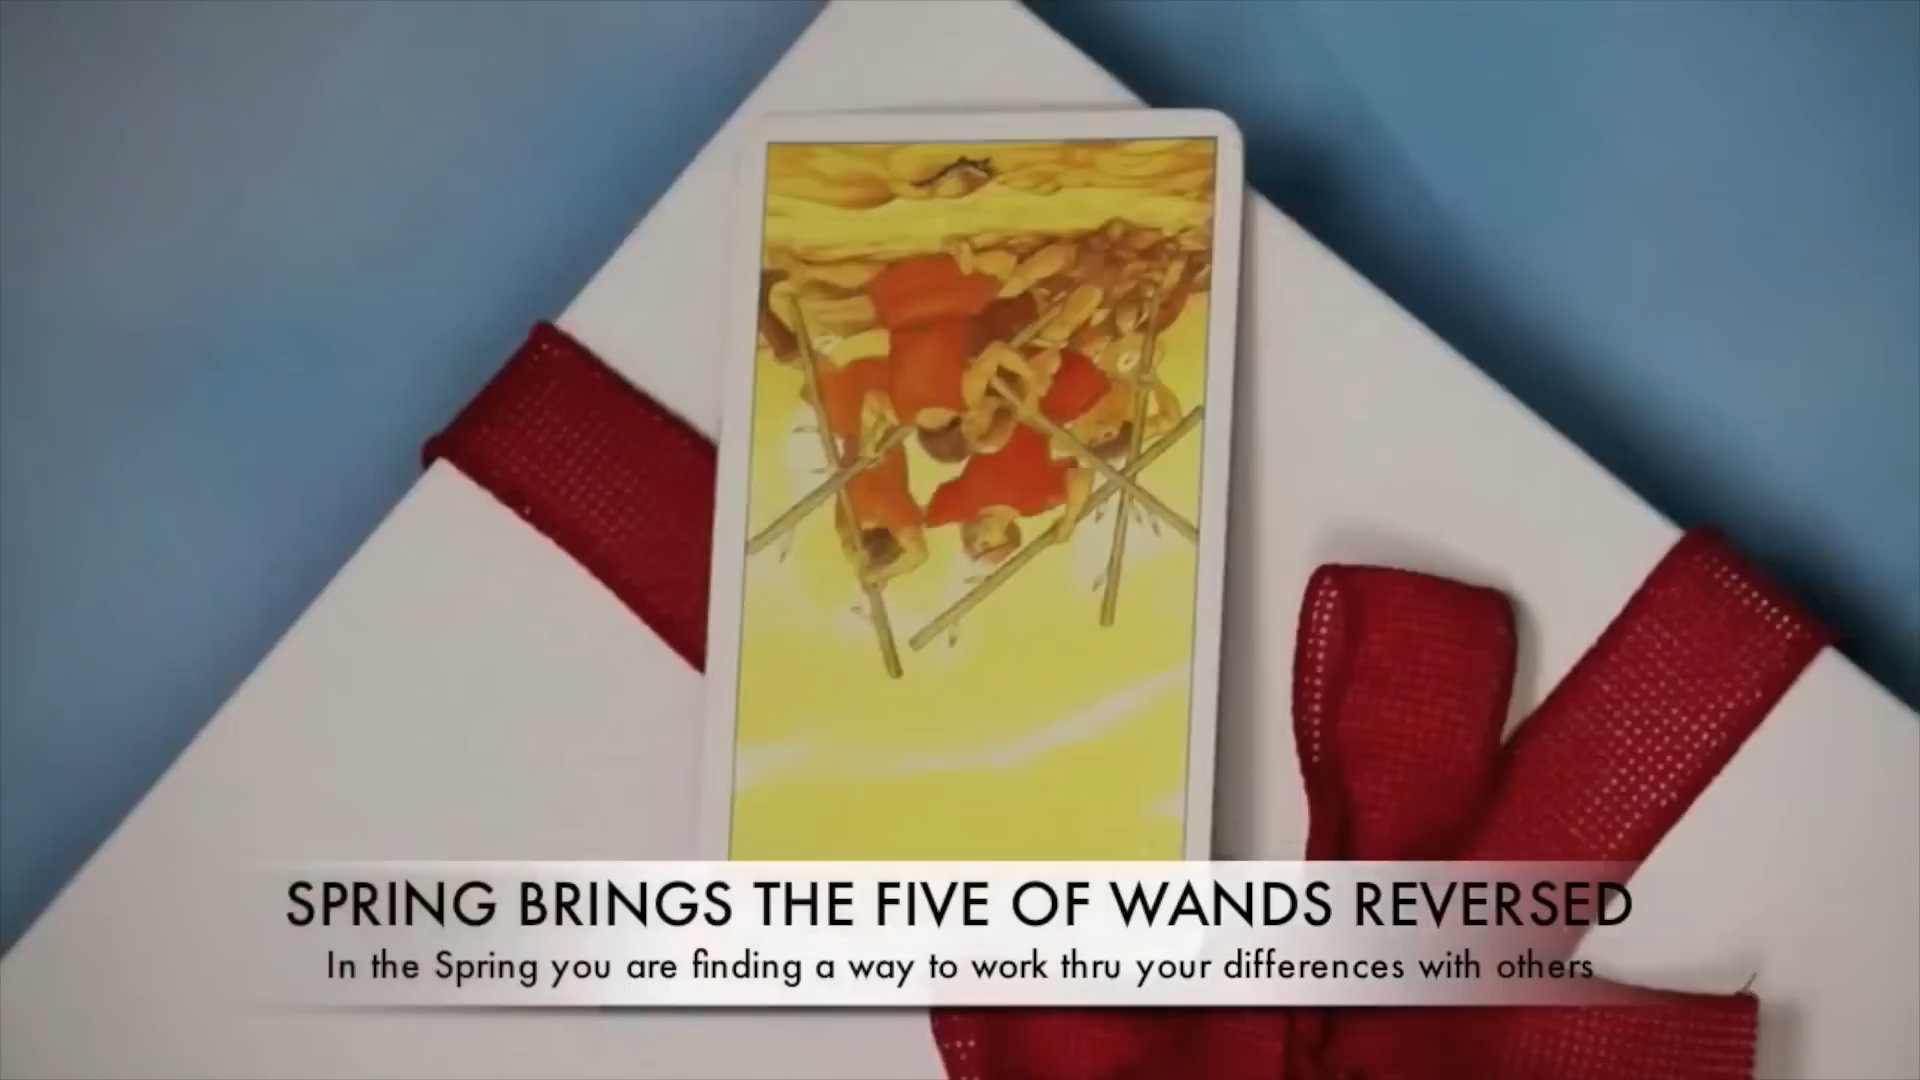 SPRING BRINGS THE FIVE OF WANDS REVERSED
In the Spring you are finding a way to work thru your differences with others